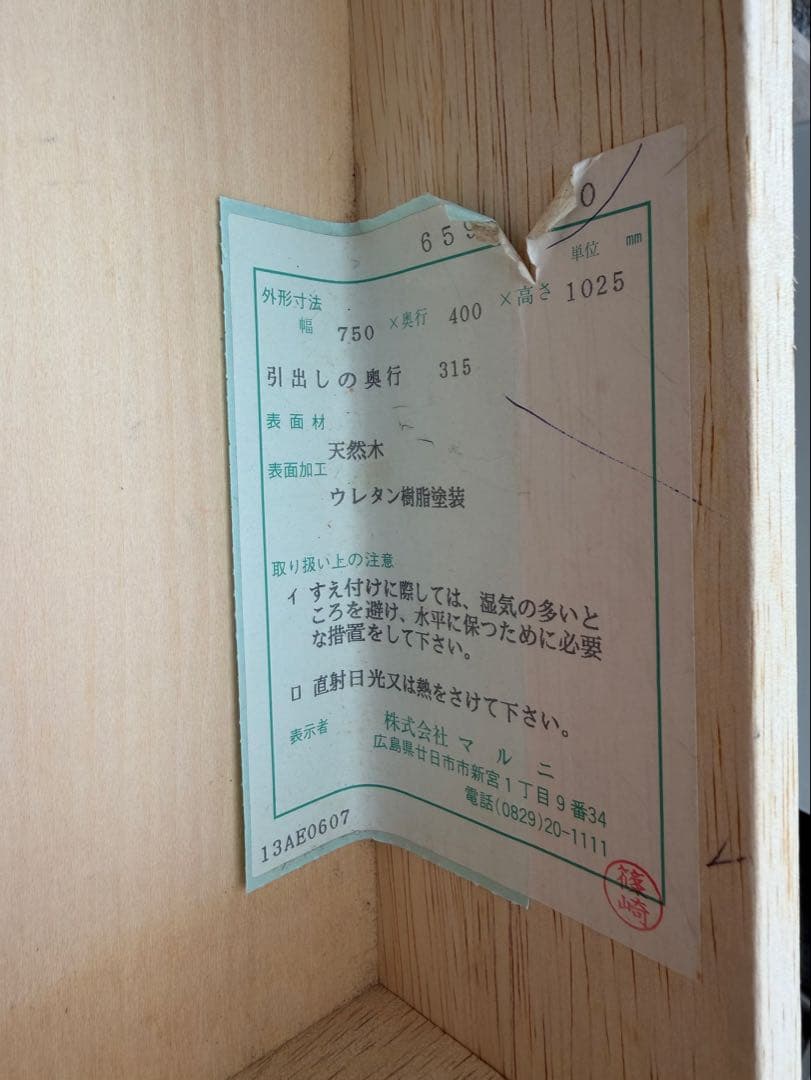 659 0
単位 mm
外形寸法
幅 750 ×奥行 400 ×高さ 1025
引出しの奥行 315
表面材
天然木
表面加工
ウレタン樹脂塗装
取り扱い上の注意
イ すえ付けに際しては、湿気の多いと
ころを避け、水平に保つために必要
な措置をして下さい。
ロ 直射日光又は熱をさけて下さい。
表示者 株式会社 マルニ
広島県廿日市市新宮1丁目9番34
電話(0829)20-1111
13AE0607
篠崎